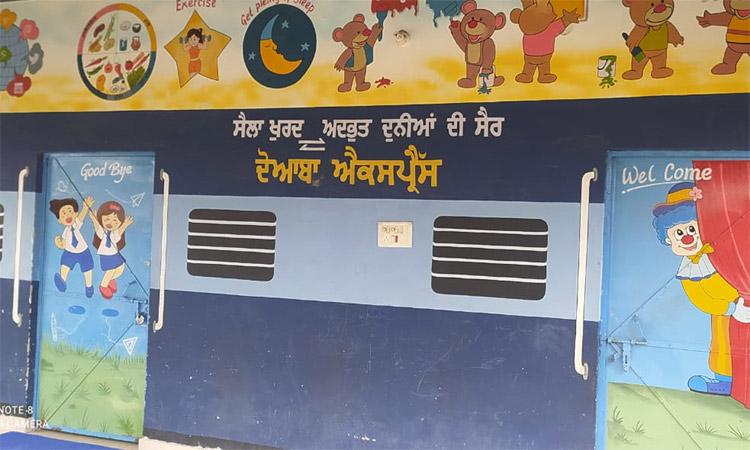 Exercise
Get plenty of Sleep
ਸੈਲਾ ਖੁਰਦ ⇌ ਅਦਭੁਤ ਦੁਨੀਆਂ ਦੀ ਸੈਰ
ਦੋਆਬਾ ਐਕਸਪ੍ਰੈੱਸ
Good Bye
Wel Come
NOTE-8
CAMERA